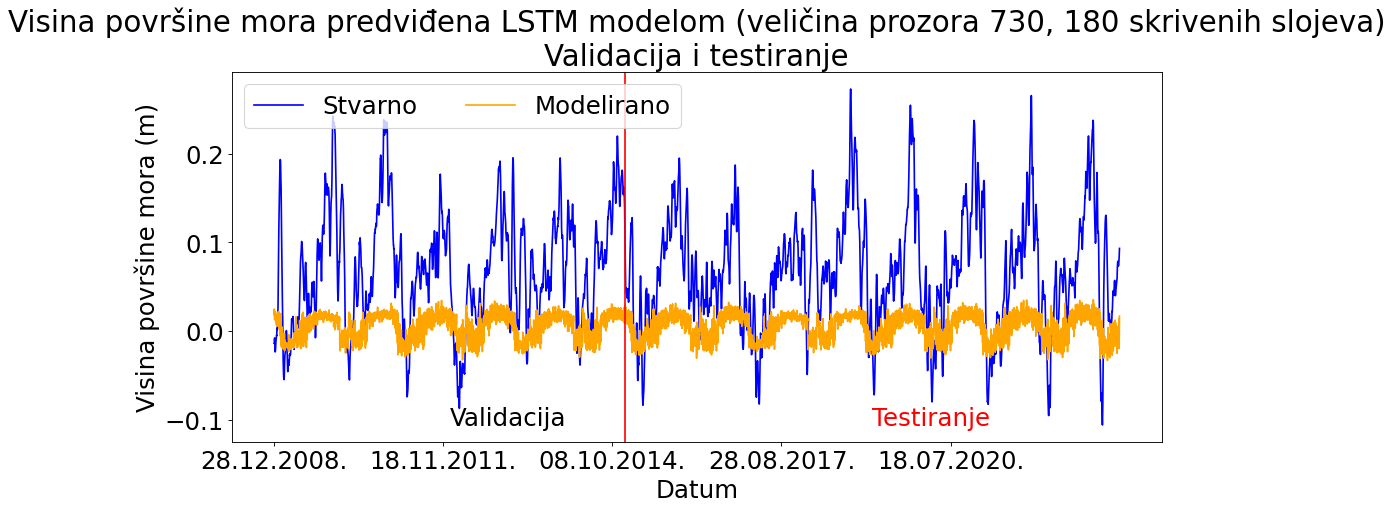 Visina površine mora predviđena LSTM modelom (veličina prozora 730, 180 skrivenih slojeva)
Validacija i testiranje
Stvarno Modelirano
Visina površine mora (m)
0.2
0.1
0.0
−0.1
Validacija Testiranje
28.12.2008. 18.11.2011. 08.10.2014. 28.08.2017. 18.07.2020.
Datum